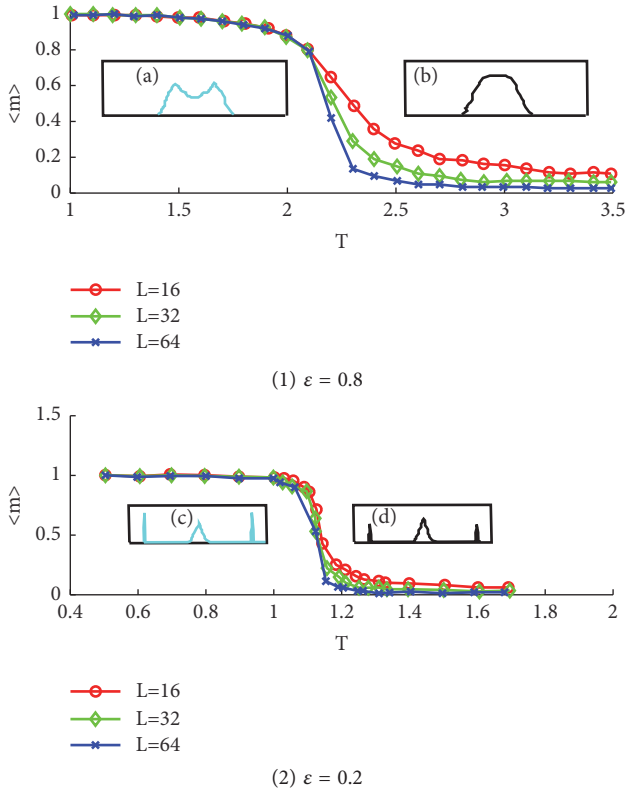 1
0.8
0.6
0.4
0.2
0
<m>
(a)
(b)
1
1.5
2
2.5
3
3.5
T
L=16
L=32
L=64
(1) ε = 0.8
1.5
1
0.5
0
<m>
(c)
(d)
0.4
0.6
0.8
1
1.2
1.4
1.6
1.8
2
T
L=16
L=32
L=64
(2) ε = 0.2